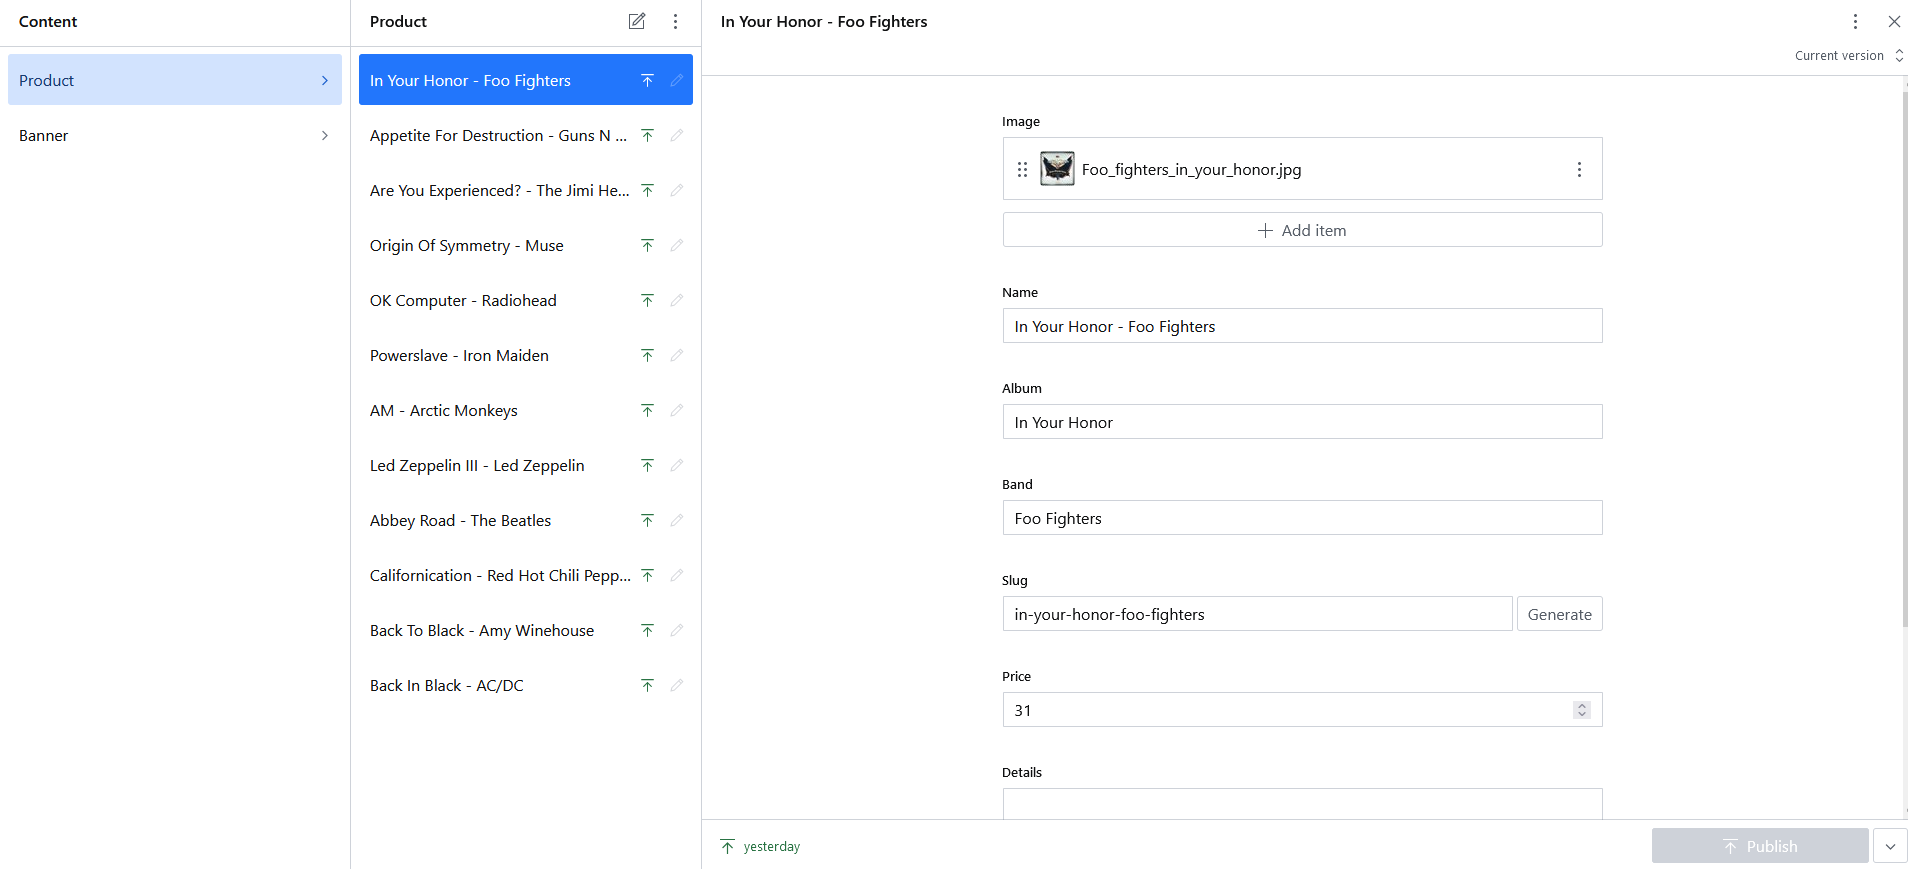 Content
Product
Banner
Product
In Your Honor - Foo Fighters
Appetite For Destruction - Guns N ...
Are You Experienced? - The Jimi He...
Origin Of Symmetry - Muse
OK Computer - Radiohead
Powerslave - Iron Maiden
AM - Arctic Monkeys
Led Zeppelin III - Led Zeppelin
Abbey Road - The Beatles
Californication - Red Hot Chili Pepp...
Back To Black - Amy Winehouse
Back In Black - AC/DC
In Your Honor - Foo Fighters
Current version
Image
Foo_fighters_in_your_honor.jpg
Add item
Name
In Your Honor - Foo Fighters
Album
In Your Honor
Band
Foo Fighters
Slug
in-your-honor-foo-fighters
Generate
Price
31
Details
yesterday
Publish